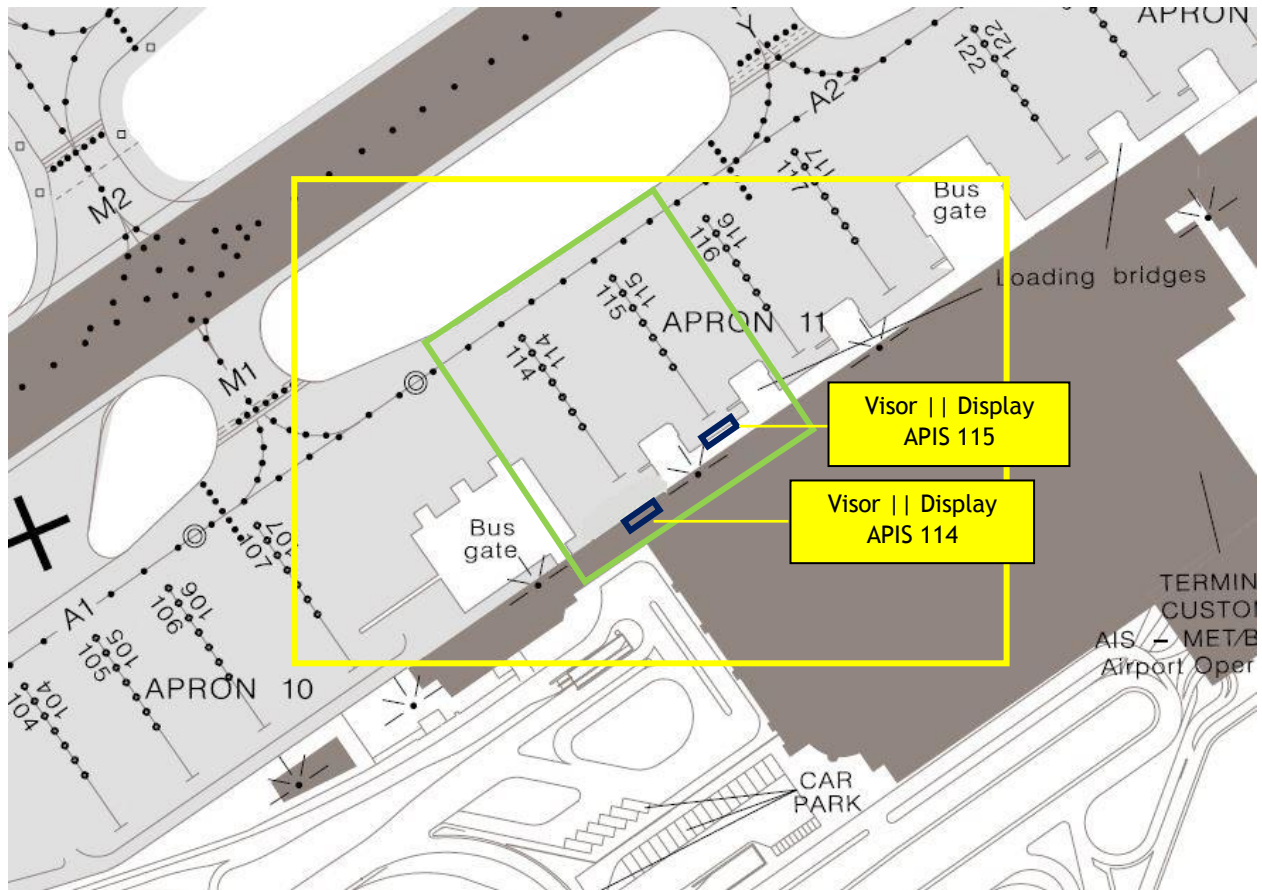 APRON
Y
122
122
A2
M2
117
117
Bus
gate
116
116
Loading bridges
115
115
APRON 11
114
114
M1
Visor || Display
APIS 115
Visor || Display
APIS 114
Bus
gate
107
107
TERMIN
CUSTO
AIS – MET/B
Airport Oper
A1
106
106
105
105
APRON 10
104
104
CAR
PARK